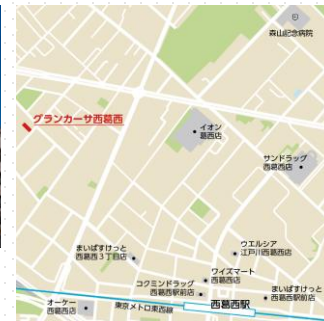 森山記念病院
グランカーサ西葛西
イオン
葛西店
サンドラッグ
西葛西店
まいばすけっと
西葛西3丁目店
ウエルシア
江戸川西葛西店
ワイズマート
西葛西店
コクミンドラッグ
西葛西駅前店
まいばすけっと
西葛西駅前店
オーケー
西葛西店
東京メトロ東西線
西葛西駅